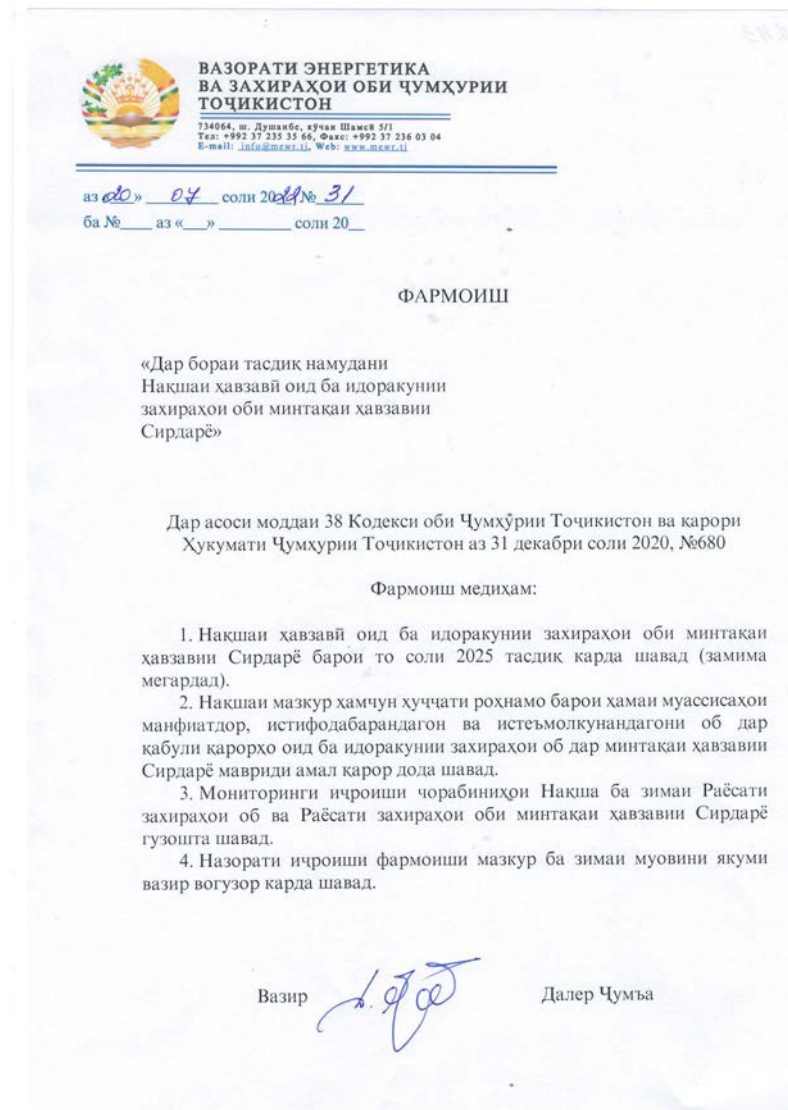 ВАЗОРАТИ ЭНЕРГЕТИКА
ВА ЗАХИРАҲОИ ОБИ ҶУМҲУРИИ
ТОҶИКИСТОН
734064, ш. Душанбе, кӯчаи Шамсӣ 5/1
Тел: +992 37 235 35 66, Факс: +992 37 236 03 04
E-mail: info@mewr.tj, Web: www.mewr.tj
аз «20» 07 соли 2022 № 31
ба №____ аз «___» _________ соли 20__
ФАРМОИШ
«Дар бораи тасдиқ намудани
Нақшаи ҳавзавӣ оид ба идоракунии
захираҳои оби минтақаи ҳавзавии
Сирдарё»
Дар асоси моддаи 38 Кодекси оби Ҷумҳӯрии Тоҷикистон ва қарори
Ҳукумати Ҷумҳурии Тоҷикистон аз 31 декабри соли 2020, №680
Фармоиш медиҳам:
1. Нақшаи ҳавзавӣ оид ба идоракунии захираҳои оби минтақаи
ҳавзавии Сирдарё барои то соли 2025 тасдиқ карда шавад (замима
мегардад).
2. Нақшаи мазкур ҳамчун ҳуҷҷати роҳнамо барои ҳамаи муассисаҳои
манфиатдор, истифодабарандагон ва истеъмолкунандагони об дар
қабули қарорҳо оид ба идоракунии захираҳои об дар минтақаи ҳавзавии
Сирдарё мавриди амал қарор дода шавад.
3. Мониторинги иҷроиши чорабиниҳои Нақша ба зимаи Раёсати
захираҳои об ва Раёсати захираҳои оби минтақаи ҳавзавии Сирдарё
гузошта шавад.
4. Назорати иҷроиши фармоиши мазкур ба зимаи муовини якуми
вазир вогузор карда шавад.
Вазир Далер Ҷумъа